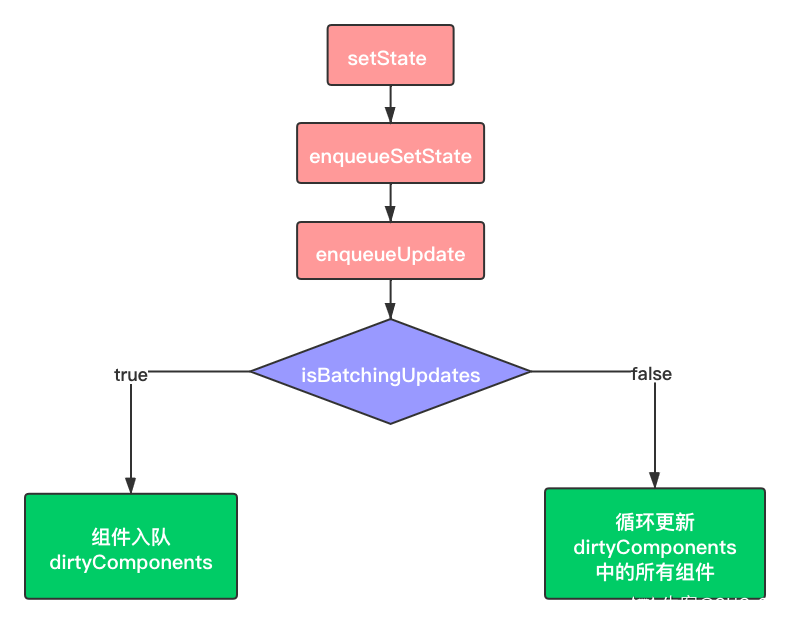 setState
enqueueSetState
enqueueUpdate
isBatchingUpdates
true
false
组件入队
dirtyComponents
循环更新
dirtyComponents
中的所有组件